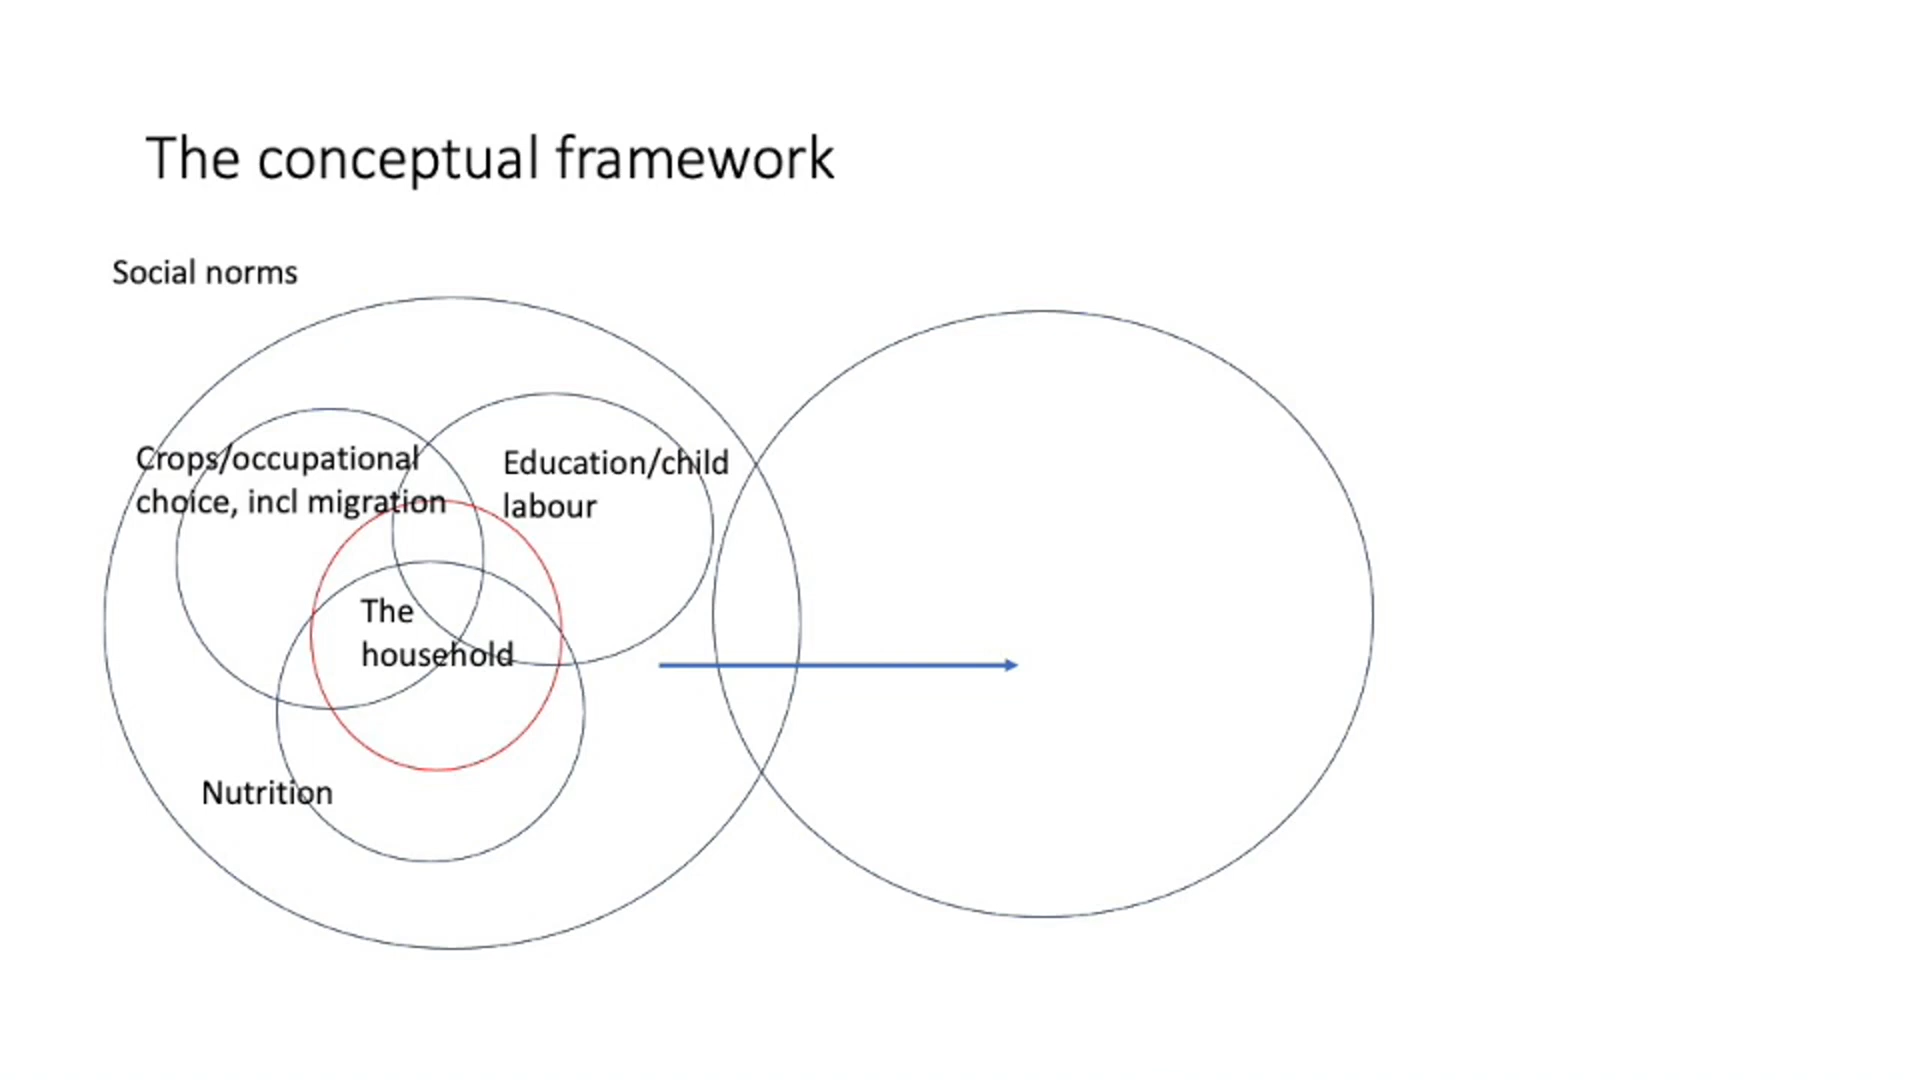 The conceptual framework
Social norms
Crops/occupational
choice, incl migration
Education/child
labour
The
household
Nutrition